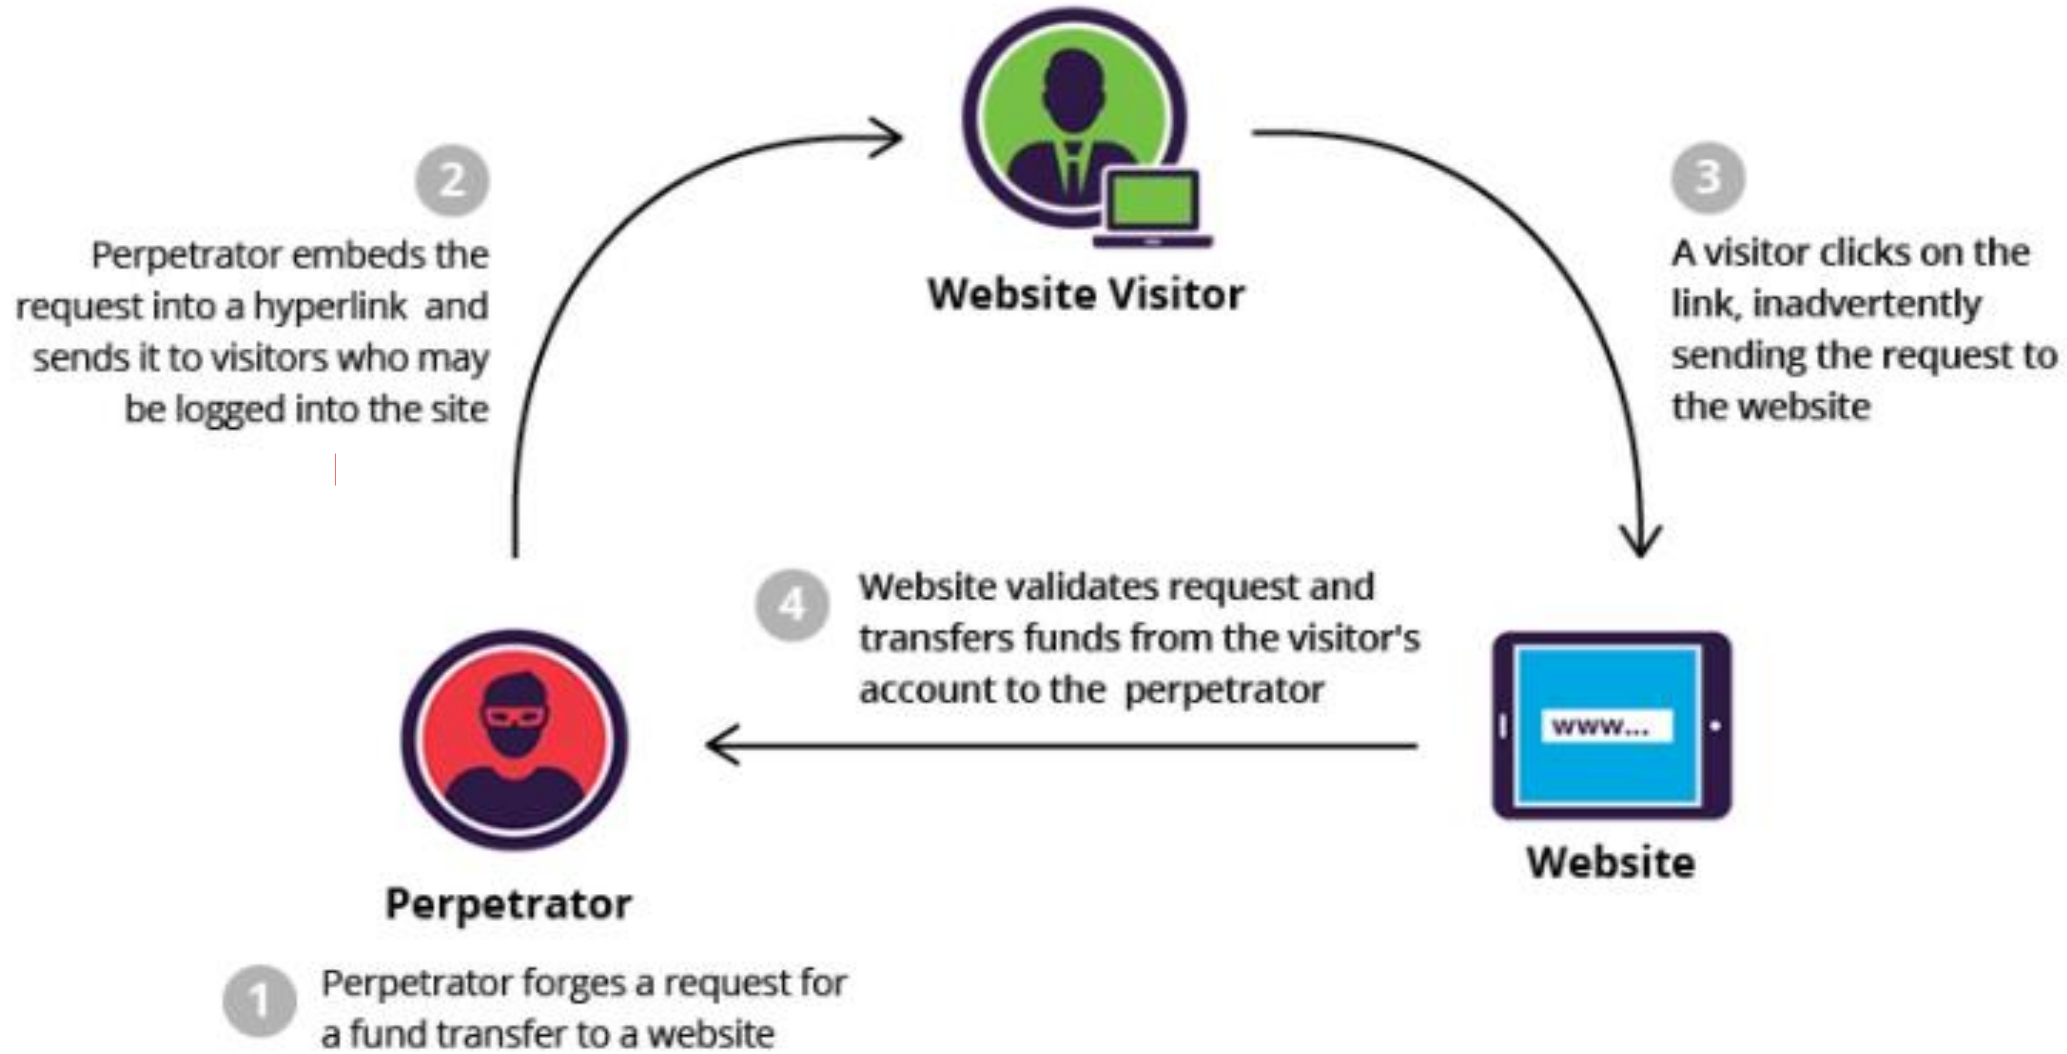 2
Perpetrator embeds the
request into a hyperlink and
sends it to visitors who may
be logged into the site
Website Visitor
3
A visitor clicks on the
link, inadvertently
sending the request to
the website
4
Website validates request and
transfers funds from the visitor's
account to the perpetrator
www...
Website
Perpetrator
1
Perpetrator forges a request for
a fund transfer to a website